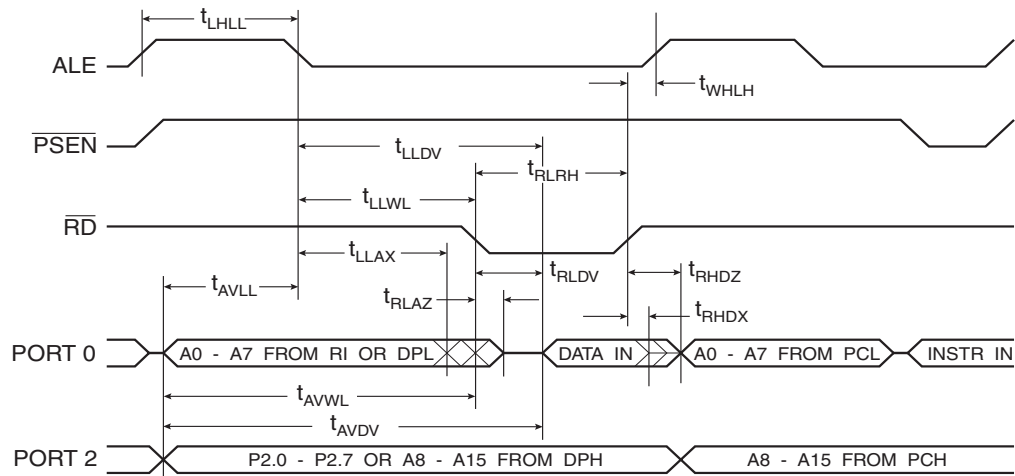 tLHLL
ALE
tWHLH
PSEN
tLLDV
tRLRH
tLLWL
RD
tLLAX
tRLDV
tRHDZ
tAVLL
tRLAZ
tRHDX
PORT 0
A0 - A7 FROM RI OR DPL
DATA IN
A0 - A7 FROM PCL
INSTR IN
tAVWL
tAVDV
PORT 2
P2.0 - P2.7 OR A8 - A15 FROM DPH
A8 - A15 FROM PCH